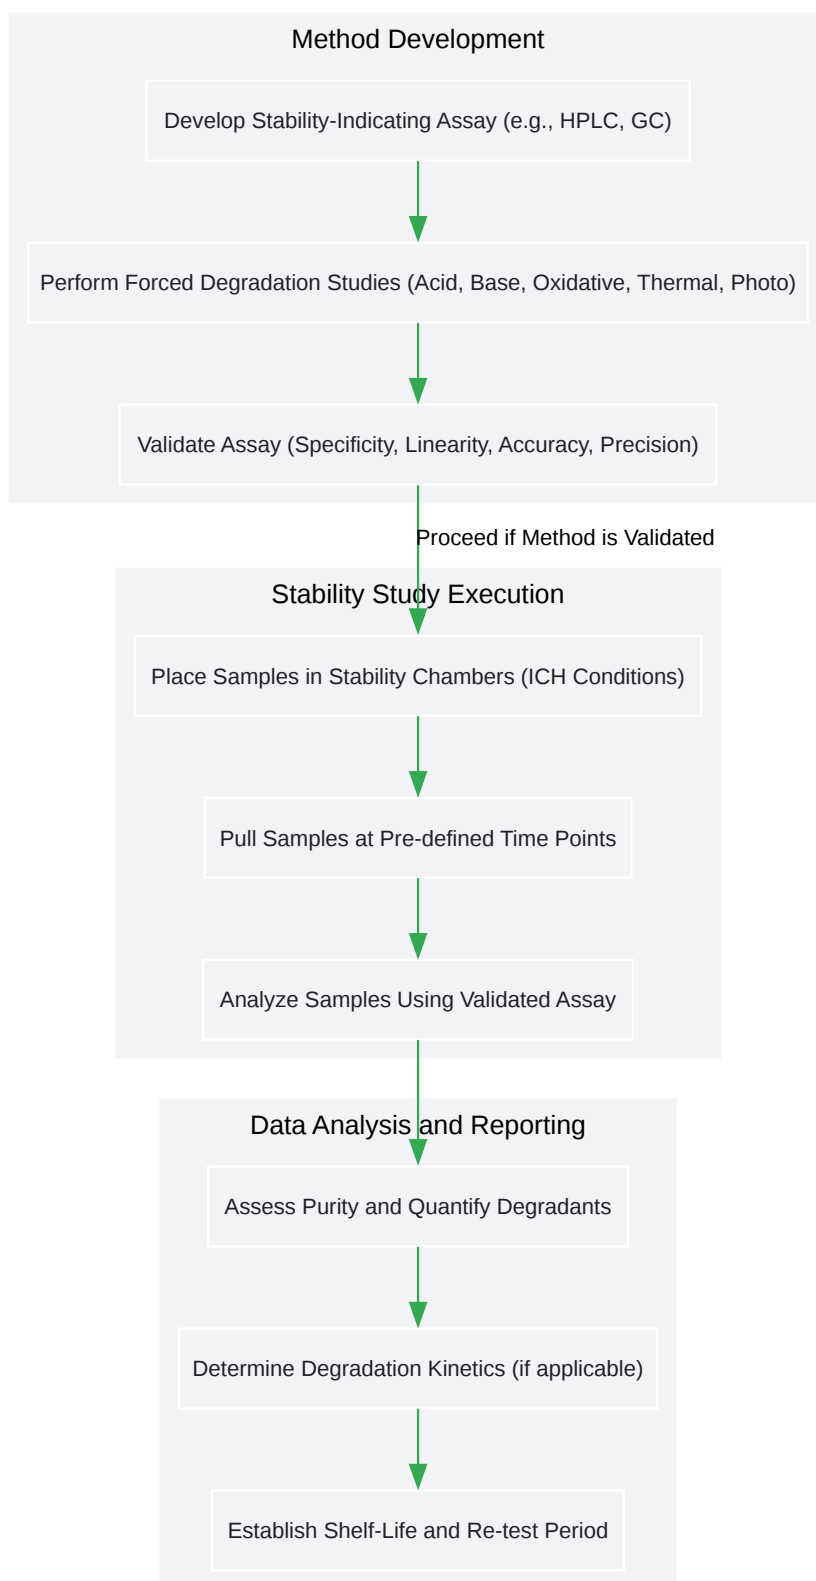 Method Development
Develop Stability-Indicating Assay (e.g., HPLC, GC)
Perform Forced Degradation Studies (Acid, Base, Oxidative, Thermal, Photo)
Validate Assay (Specificity, Linearity, Accuracy, Precision)
Proceed if Method is Validated
Stability Study Execution
Place Samples in Stability Chambers (ICH Conditions)
Pull Samples at Pre-defined Time Points
Analyze Samples Using Validated Assay
Data Analysis and Reporting
Assess Purity and Quantify Degradants
Determine Degradation Kinetics (if applicable)
Establish Shelf-Life and Re-test Period